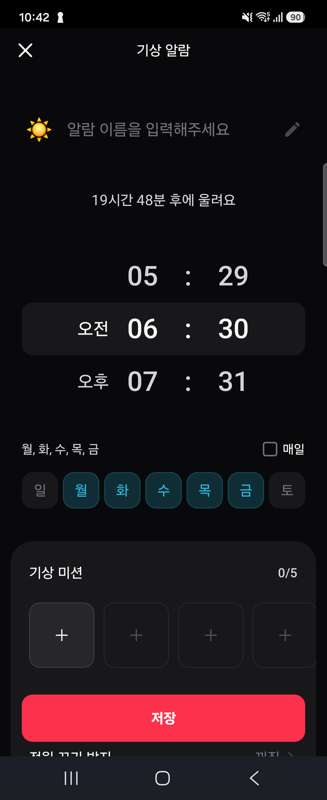 10:42
90
기상 알람
알람 이름을 입력해주세요
19시간 48분 후에 울려요
05 : 29
오전 06 : 30
오후 07 : 31
월, 화, 수, 목, 금
매일
일 월 화 수 목 금 토
기상 미션 0/5
+ + + +
저장